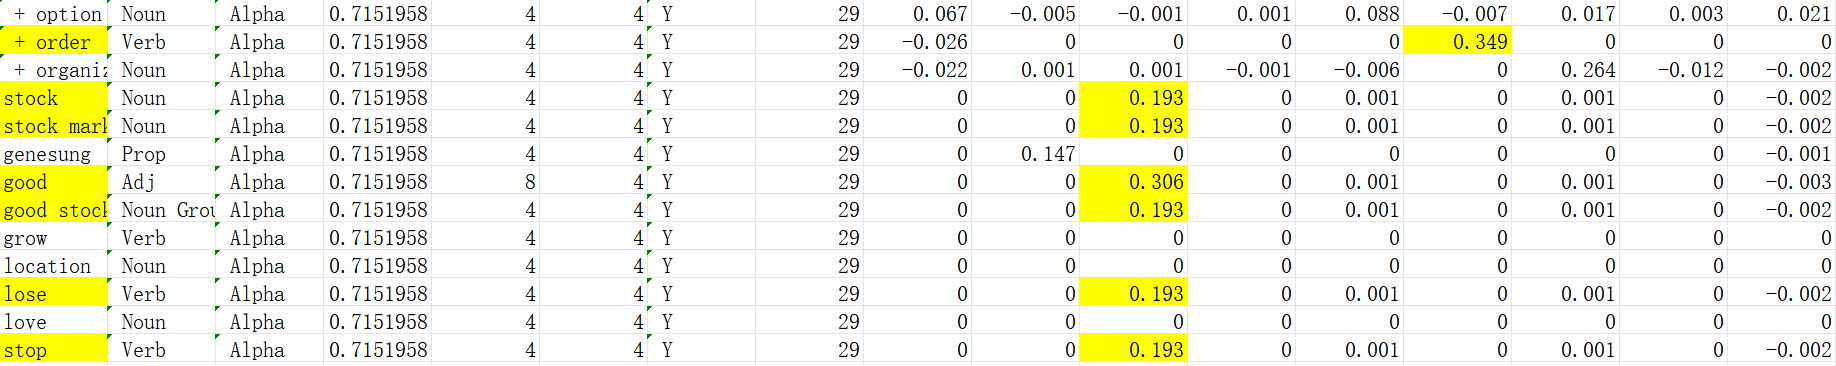 + option Noun Alpha 0.7151958 4 4 Y 29 0.067 -0.005 -0.001 0.001 0.088 -0.007 0.017 0.003 0.021
+ order Verb Alpha 0.7151958 4 4 Y 29 -0.026 0 0 0 0 0.349 0 0 0
+ organiz Noun Alpha 0.7151958 4 4 Y 29 -0.022 0.001 0.001 -0.001 -0.006 0 0.264 -0.012 -0.002
stock Noun Alpha 0.7151958 4 4 Y 29 0 0 0.193 0 0.001 0 0.001 0 -0.002
stock mark Noun Alpha 0.7151958 4 4 Y 29 0 0 0.193 0 0.001 0 0.001 0 -0.002
genesung Prop Alpha 0.7151958 4 4 Y 29 0 0.147 0 0 0 0 0 0 -0.001
good Adj Alpha 0.7151958 8 4 Y 29 0 0 0.306 0 0.001 0 0.001 0 -0.003
good stock Noun Grou Alpha 0.7151958 4 4 Y 29 0 0 0.193 0 0.001 0 0.001 0 -0.002
grow Verb Alpha 0.7151958 4 4 Y 29 0 0 0 0 0 0 0 0 0
location Noun Alpha 0.7151958 4 4 Y 29 0 0 0 0 0 0 0 0 0
lose Verb Alpha 0.7151958 4 4 Y 29 0 0 0.193 0 0.001 0 0.001 0 -0.002
love Noun Alpha 0.7151958 4 4 Y 29 0 0 0 0 0 0 0 0 0
stop Verb Alpha 0.7151958 4 4 Y 29 0 0 0.193 0 0.001 0 0.001 0 -0.002